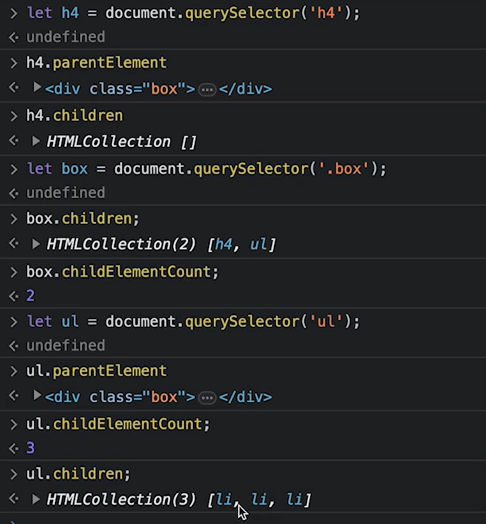 > let h4 = document.querySelector('h4');
< undefined
> h4.parentElement
< ▶<div class="box">⋯</div>
> h4.children
< ▶ HTMLCollection []
> let box = document.querySelector('.box');
< undefined
> box.children;
< ▶ HTMLCollection(2) [h4, ul]
> box.childElementCount;
< 2
> let ul = document.querySelector('ul');
< undefined
> ul.parentElement
< ▶<div class="box">⋯</div>
> ul.childElementCount;
< 3
> ul.children;
< ▶ HTMLCollection(3) [li, li, li]